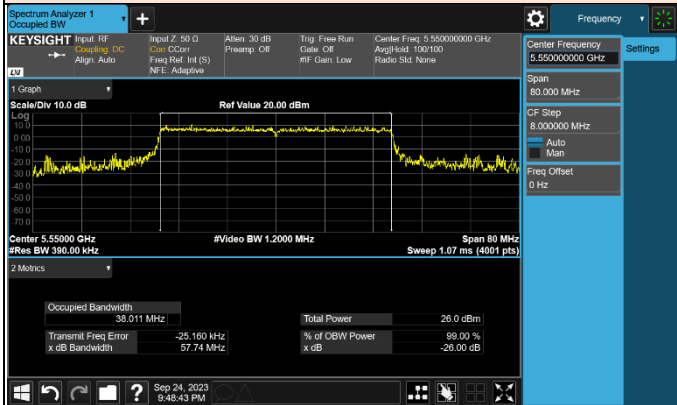 Spectrum Analyzer 1
Occupied BW
Frequency
KEYSIGHT Input: RF Input Z: 50 Ω Atten: 30 dB Trig: Free Run Center Freq: 5.550000000 GHz
Coupling: DC Corr CCorr Preamp: Off Gate: Off Avg|Hold: 100/100
Align: Auto Freq Ref: Int (S) #IF Gain: Low Radio Std: None
NFE: Adaptive
LXI
Center Frequency
5.550000000 GHz
Settings
Span
80.000 MHz
CF Step
8.000000 MHz
Auto
Man
Freq Offset
0 Hz
1 Graph
Scale/Div 10.0 dB Ref Value 20.00 dBm
Log
10.0
0.00
-10.0
-20.0
-30.0
-40.0
-50.0
-60.0
-70.0
Center 5.55000 GHz #Video BW 1.2000 MHz Span 80 MHz
#Res BW 390.00 kHz Sweep 1.07 ms (4001 pts)
2 Metrics
Occupied Bandwidth
38.011 MHz Total Power 26.0 dBm
Transmit Freq Error -25.160 kHz % of OBW Power 99.00 %
x dB Bandwidth 57.74 MHz x dB -26.00 dB
? Sep 24, 2023
9:48:43 PM